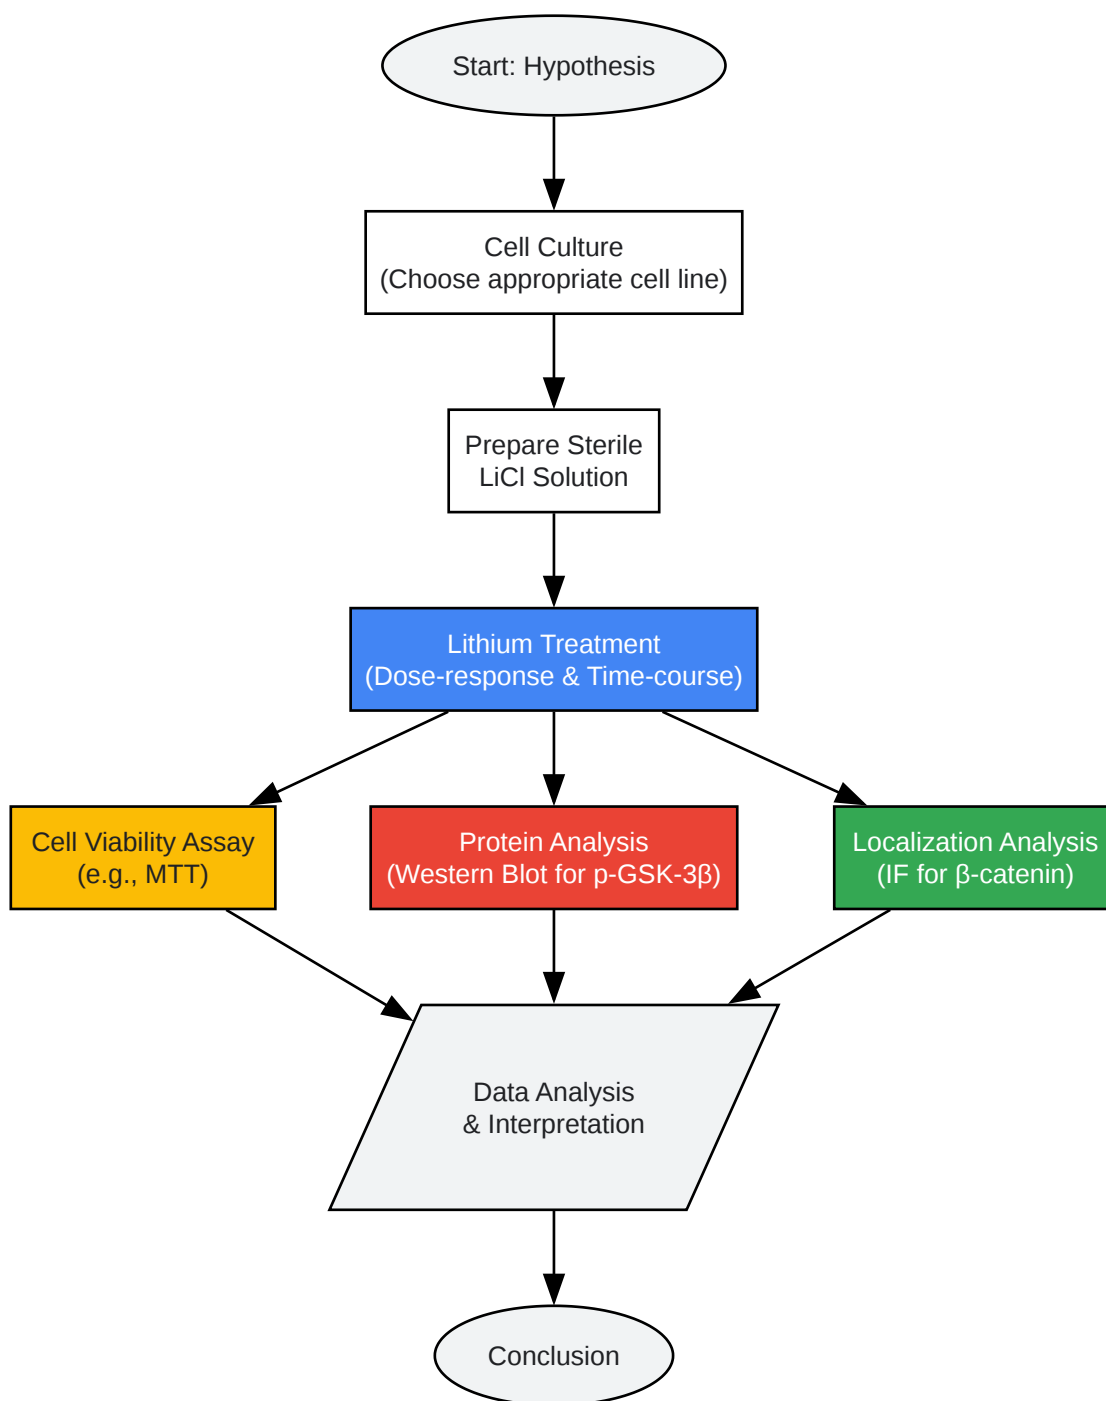 Start: Hypothesis
Cell Culture
(Choose appropriate cell line)
Prepare Sterile
LiCl Solution
Lithium Treatment
(Dose-response & Time-course)
Cell Viability Assay
(e.g., MTT)
Protein Analysis
(Western Blot for p-GSK-3β)
Localization Analysis
(IF for β-catenin)
Data Analysis
& Interpretation
Conclusion